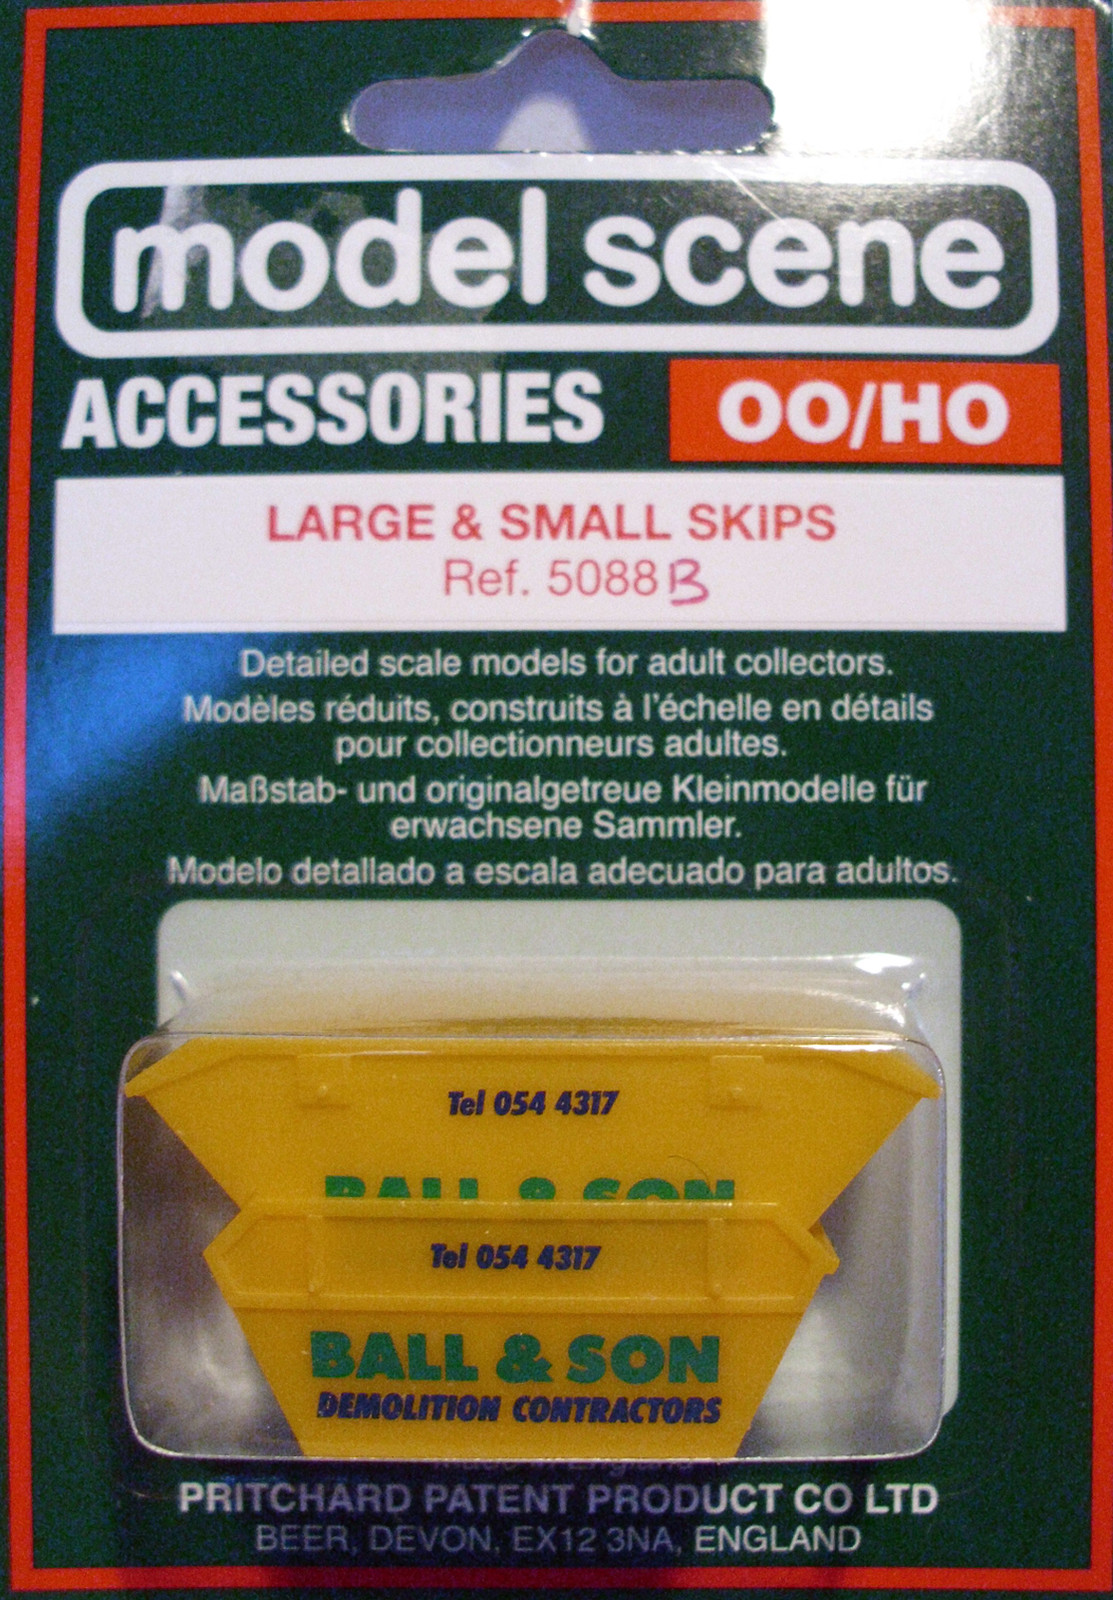 model scene
ACCESSORIES OO/HO
LARGE & SMALL SKIPS
Ref. 5088B
Detailed scale models for adult collectors.
Modèles réduits, construits à l'échelle en détails
pour collectionneurs adultes.
Maßstab- und originalgetreue Kleinmodelle für
erwachsene Sammler.
Modelo detallado a escala adecuado para adultos.
Tel 054 4317
BALL & SON
Tel 054 4317
BALL & SON
DEMOLITION CONTRACTORS
PRITCHARD PATENT PRODUCT CO LTD
BEER, DEVON, EX12 3NA, ENGLAND